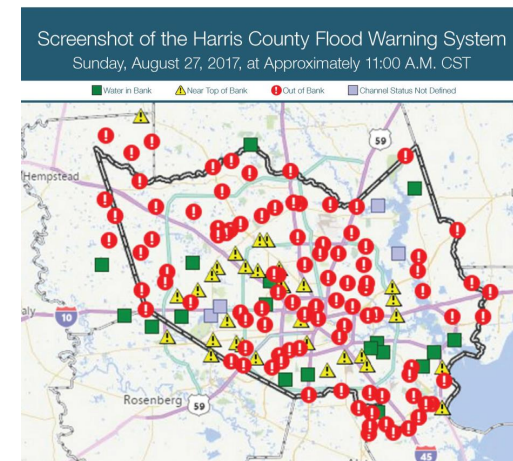 Screenshot of the Harris County Flood Warning System
Sunday, August 27, 2017, at Approximately 11:00 A.M. CST
Water in Bank Near Top of Bank Out of Bank Channel Status Not Defined
59
Hempstead
aly
10
Rosenberg
59
45